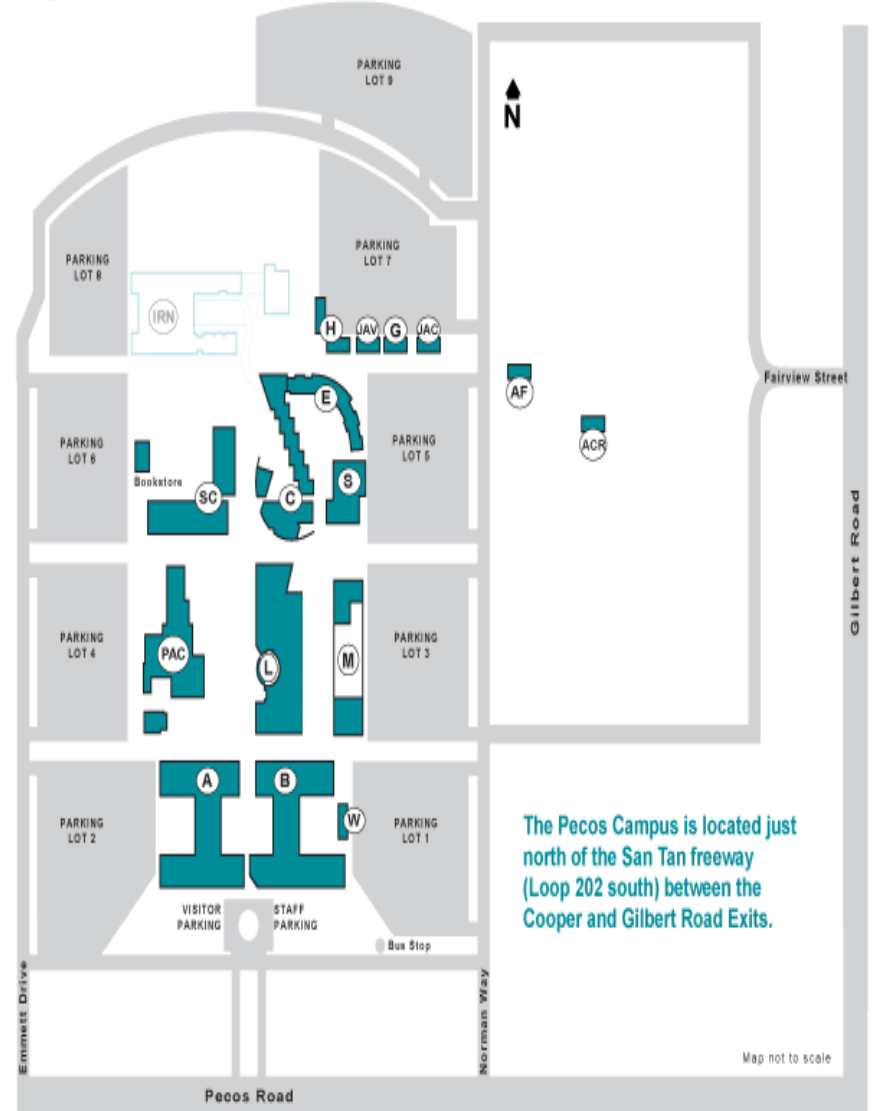 PARKING
LOT 9
N
PARKING
LOT 8
PARKING
LOT 7
IRN
H
JAV
G
JAC
AF
Fairview Street
E
ACR
PARKING
LOT 6
PARKING
LOT 5
Bookstore
SC
C
S
Gilbert Road
PARKING
LOT 4
PAC
L
M
PARKING
LOT 3
A
B
W
PARKING
LOT 2
PARKING
LOT 1
The Pecos Campus is located just
north of the San Tan freeway
(Loop 202 south) between the
Cooper and Gilbert Road Exits.
VISITOR
PARKING
STAFF
PARKING
Bus Stop
Emmett Drive
Norman Way
Map not to scale
Pecos Road